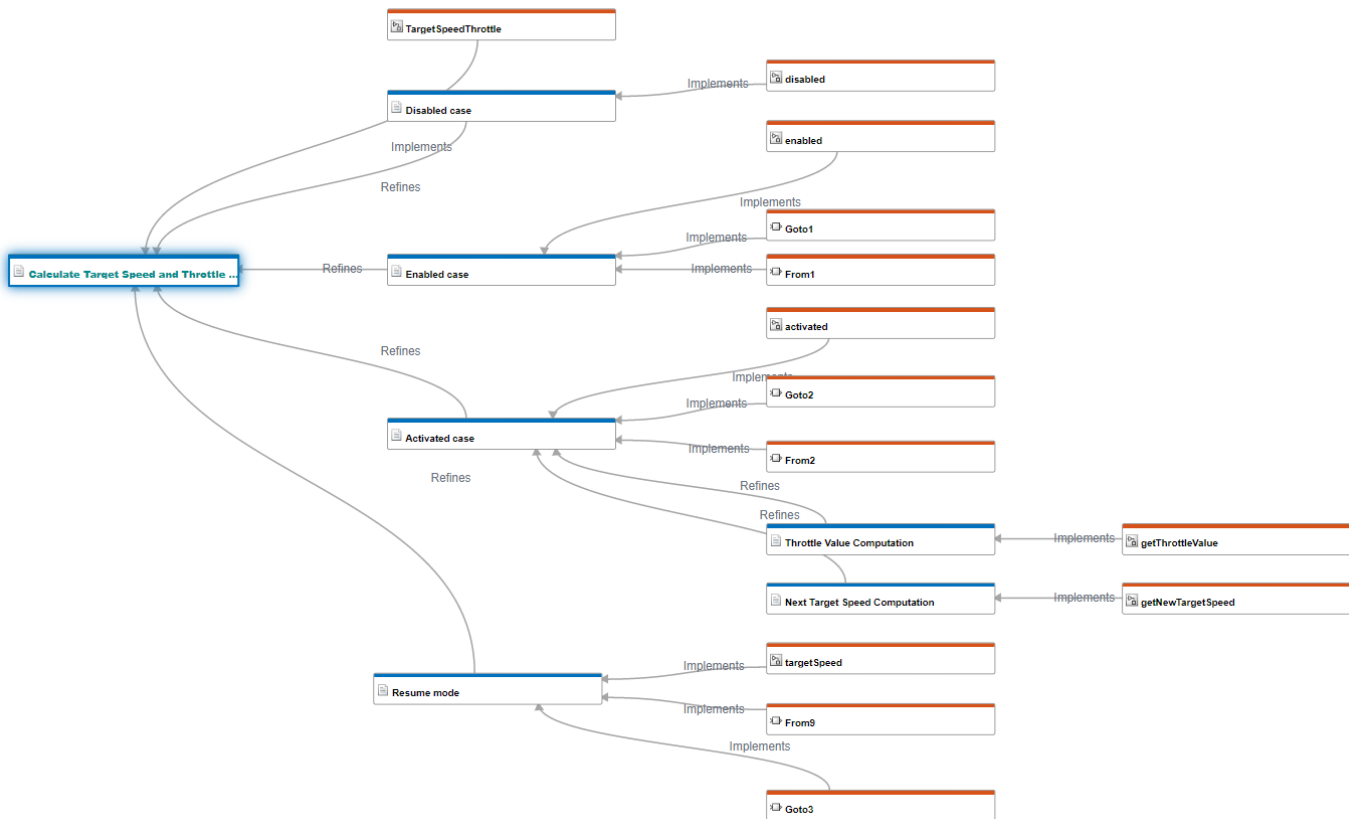 TargetSpeedThrottle
Implements
disabled
Disabled case
enabled
Implements
Refines
Implements
Goto1
Implements
Calculate Target Speed and Throttle ...
Refines
Enabled case
Implements
From1
activated
Refines
Implements
Goto2
Implements
Activated case
Implements
From2
Refines
Refines
Refines
Throttle Value Computation
Implements
getThrottleValue
Next Target Speed Computation
Implements
getNewTargetSpeed
Implements
targetSpeed
Resume mode
Implements
From9
Implements
Goto3